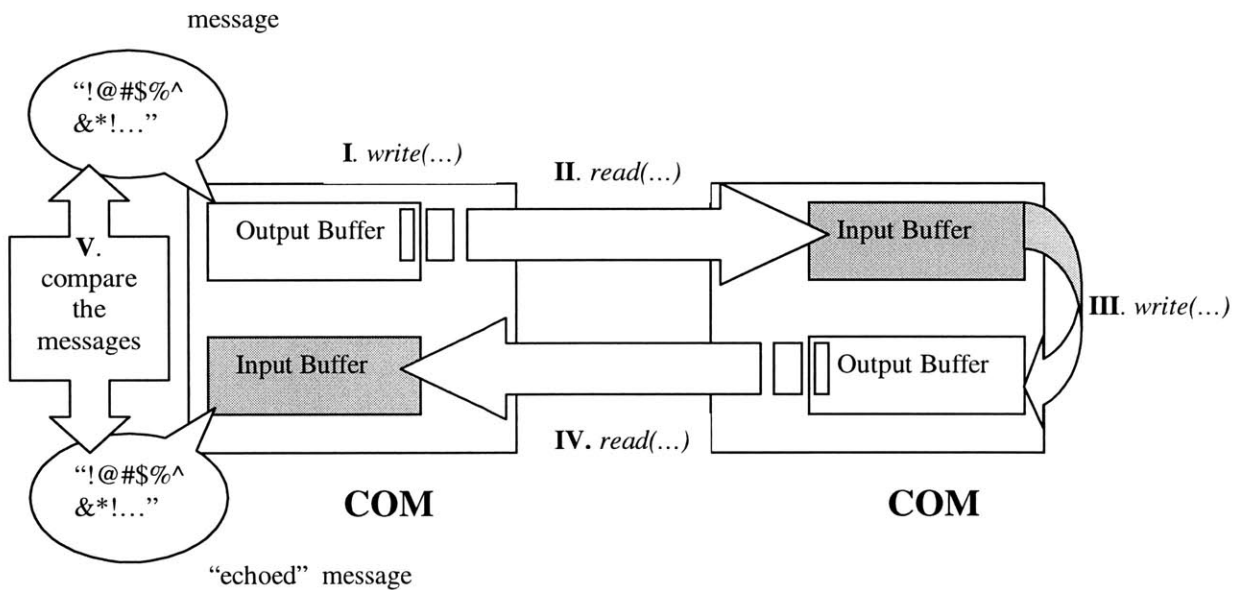 message
“!@#$%^
&*!…”
I. write(…)
II. read(…)
Output Buffer
Input Buffer
V.
compare
the
messages
III. write(…)
Input Buffer
Output Buffer
IV. read(…)
“!@#$%^
&*!…”
COM
COM
“echoed” message